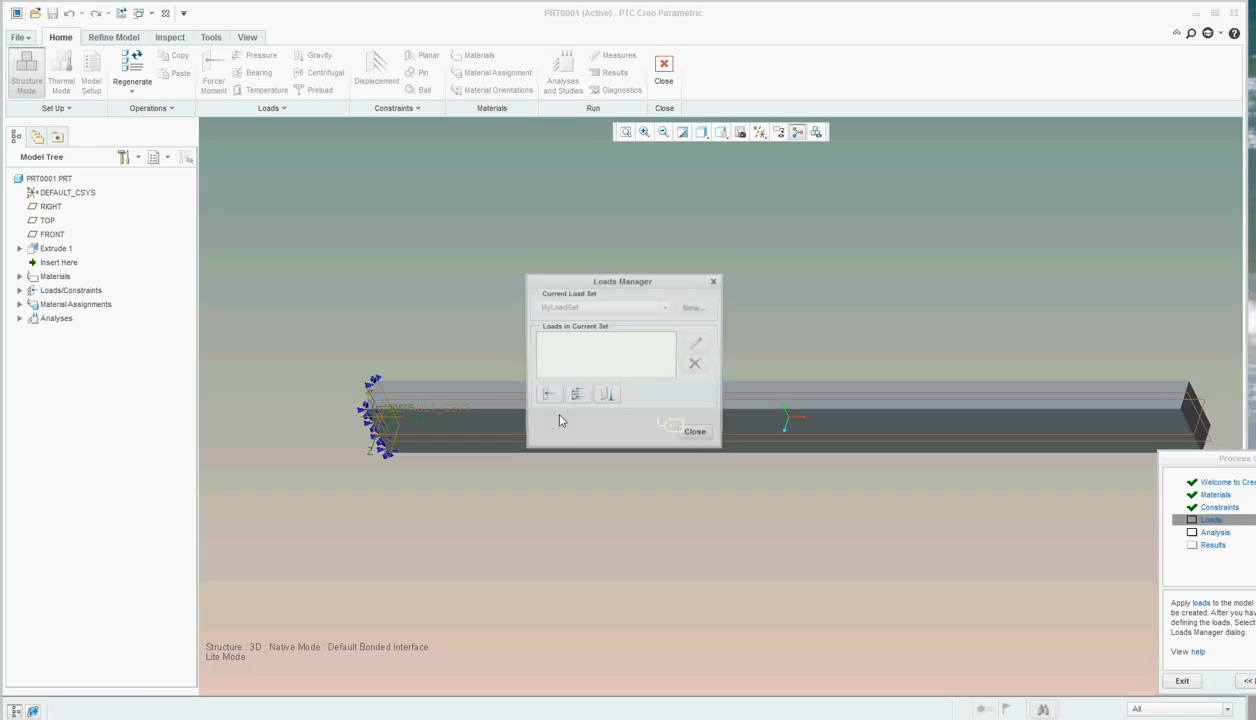 PRT0001 (Active) - PTC Creo Parametric
File Home Refine Model Inspect Tools View
Structure Mode
Thermal Mode
Model Setup
Regenerate
Copy
Paste
Force/Moment
Pressure
Bearing
Temperature
Gravity
Centrifugal
Preload
Displacement
Planar
Pin
Ball
Materials
Material Assignment
Material Orientations
Analyses and Studies
Measures
Results
Diagnostics
Close
Set Up Operations Loads Constraints Materials Run Close
Model Tree
PRT0001.PRT
DEFAULT_CSYS
RIGHT
TOP
FRONT
Extrude 1
Insert Here
Materials
Loads/Constraints
Material Assignments
Analyses
Loads Manager
Current Load Set
MyLoadSet New...
Loads in Current Set
Close
DEFAULT_CSYS
Z
Structure : 3D : Native Mode : Default Bonded Interface
Lite Mode
Process G
Welcome to Creo
Materials
Constraints
Loads
Analysis
Results
Apply loads to the model
be created. After you have
defining the loads, Select
Loads Manager dialog.
View help
Exit <<
All